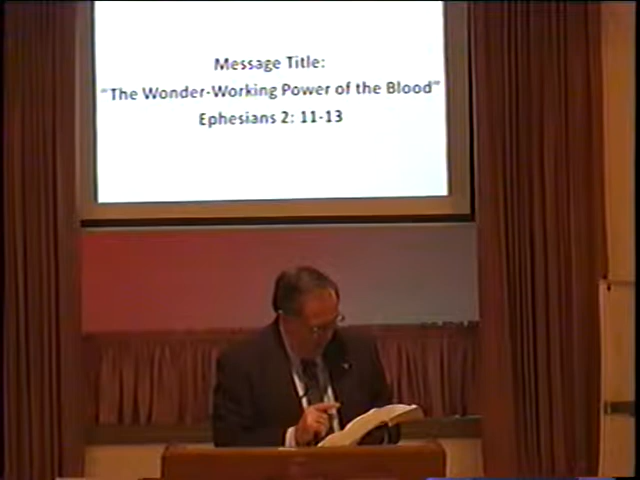 Message Title:
"The Wonder-Working Power of the Blood"
Ephesians 2: 11-13